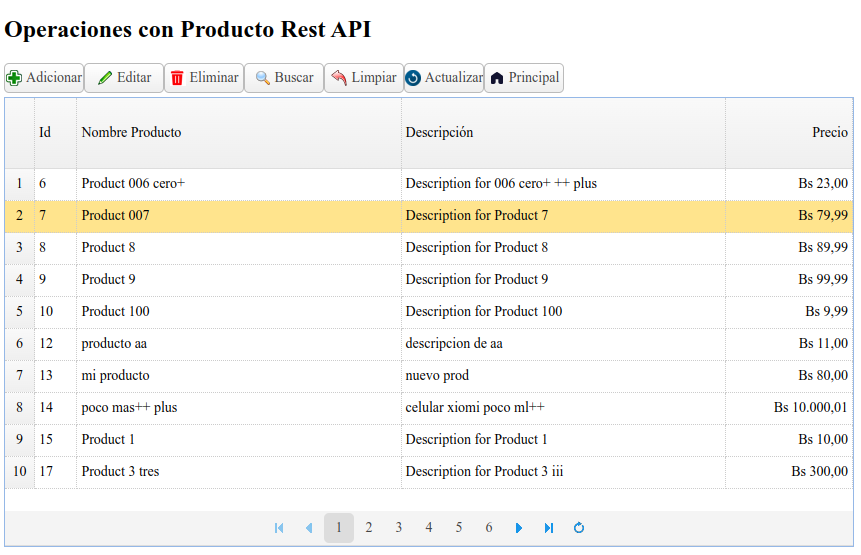 Operaciones con Producto Rest API
Adicionar Editar Eliminar Buscar Limpiar Actualizar Principal
Id Nombre Producto Descripción Precio
1 6 Product 006 cero+ Description for 006 cero+ ++ plus Bs 23,00
2 7 Product 007 Description for Product 7 Bs 79,99
3 8 Product 8 Description for Product 8 Bs 89,99
4 9 Product 9 Description for Product 9 Bs 99,99
5 10 Product 100 Description for Product 100 Bs 9,99
6 12 producto aa descripcion de aa Bs 11,00
7 13 mi producto nuevo prod Bs 80,00
8 14 poco mas++ plus celular xiomi poco ml++ Bs 10.000,01
9 15 Product 1 Description for Product 1 Bs 10,00
10 17 Product 3 tres Description for Product 3 iii Bs 300,00
1 2 3 4 5 6